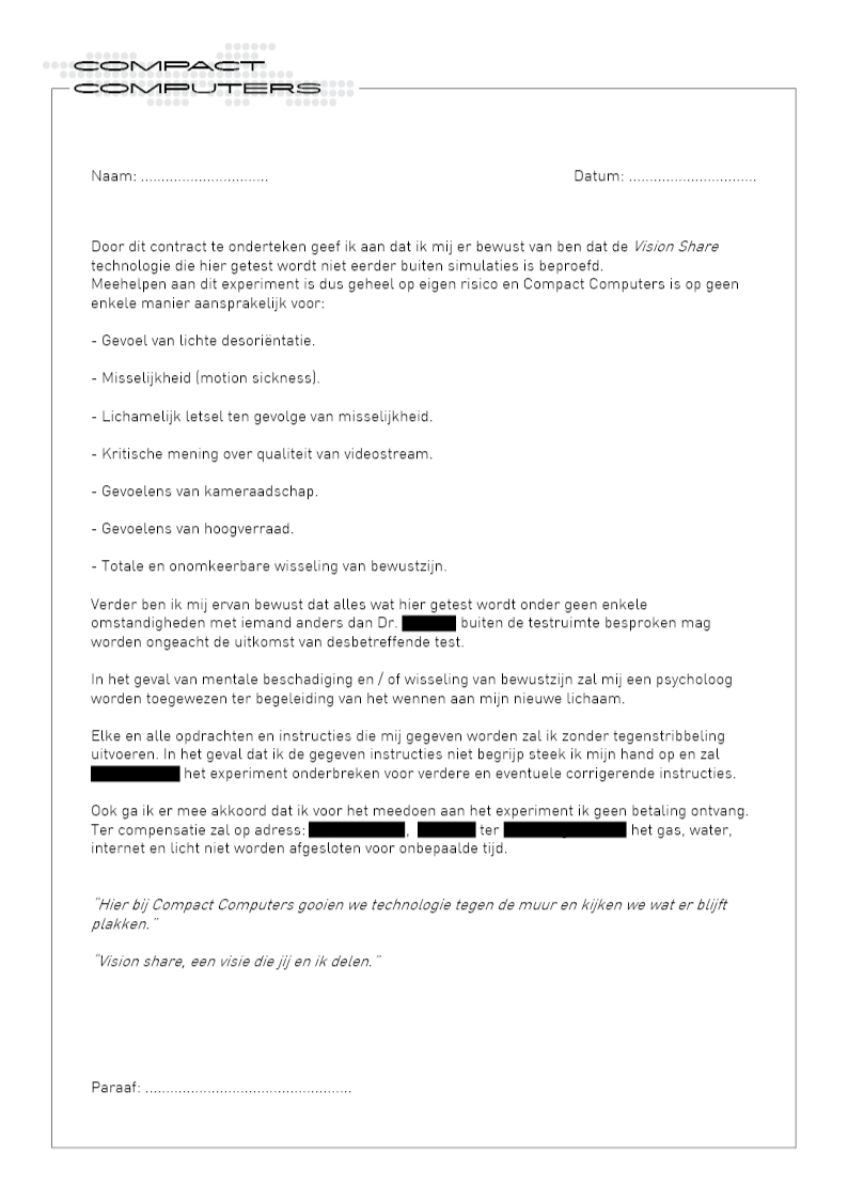 COMPACT
COMPUTERS
Naam: ............................... Datum: ...............................
Door dit contract te onderteken geef ik aan dat ik mij er bewust van ben dat de Vision Share
technologie die hier getest wordt niet eerder buiten simulaties is beproefd.
Meehelpen aan dit experiment is dus geheel op eigen risico en Compact Computers is op geen
enkele manier aansprakelijk voor:
- Gevoel van lichte desoriëntatie.
- Misselijkheid (motion sickness).
- Lichamelijk letsel ten gevolge van misselijkheid.
- Kritische mening over qualiteit van videostream.
- Gevoelens van kameraadschap.
- Gevoelens van hoogverraad.
- Totale en onomkeerbare wisseling van bewustzijn.
Verder ben ik mij ervan bewust dat alles wat hier getest wordt onder geen enkele
omstandigheden met iemand anders dan Dr. buiten de testruimte besproken mag
worden ongeacht de uitkomst van desbetreffende test.
In het geval van mentale beschadiging en / of wisseling van bewustzijn zal mij een psycholoog
worden toegewezen ter begeleiding van het wennen aan mijn nieuwe lichaam.
Elke en alle opdrachten en instructies die mij gegeven worden zal ik zonder tegenstribbeling
uitvoeren. In het geval dat ik de gegeven instructies niet begrijp steek ik mijn hand op en zal
het experiment onderbreken voor verdere en eventuele corrigerende instructies.
Ook ga ik er mee akkoord dat ik voor het meedoen aan het experiment ik geen betaling ontvang.
Ter compensatie zal op adress: , ter het gas, water,
internet en licht niet worden afgesloten voor onbepaalde tijd.
"Hier bij Compact Computers gooien we technologie tegen de muur en kijken we wat er blijft
plakken."
"Vision share, een visie die jij en ik delen."
Paraaf: ..................................................